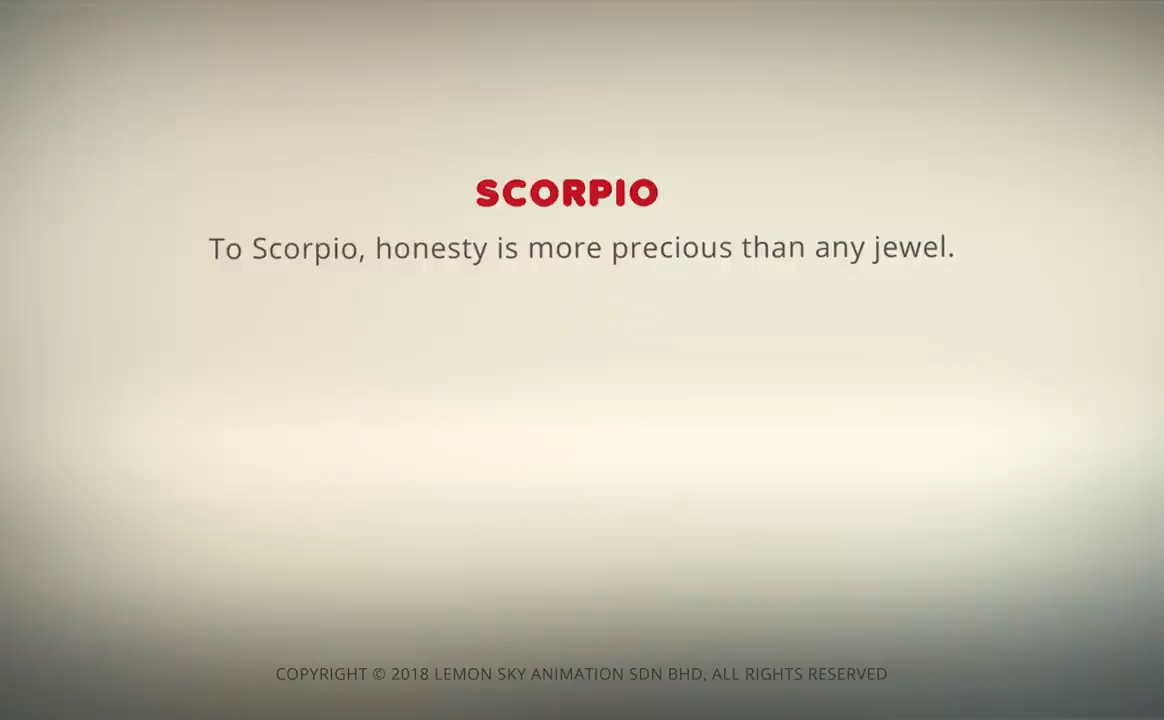 SCORPIO
To Scorpio, honesty is more precious than any jewel.
COPYRIGHT © 2018 LEMON SKY ANIMATION SDN BHD, ALL RIGHTS RESERVED